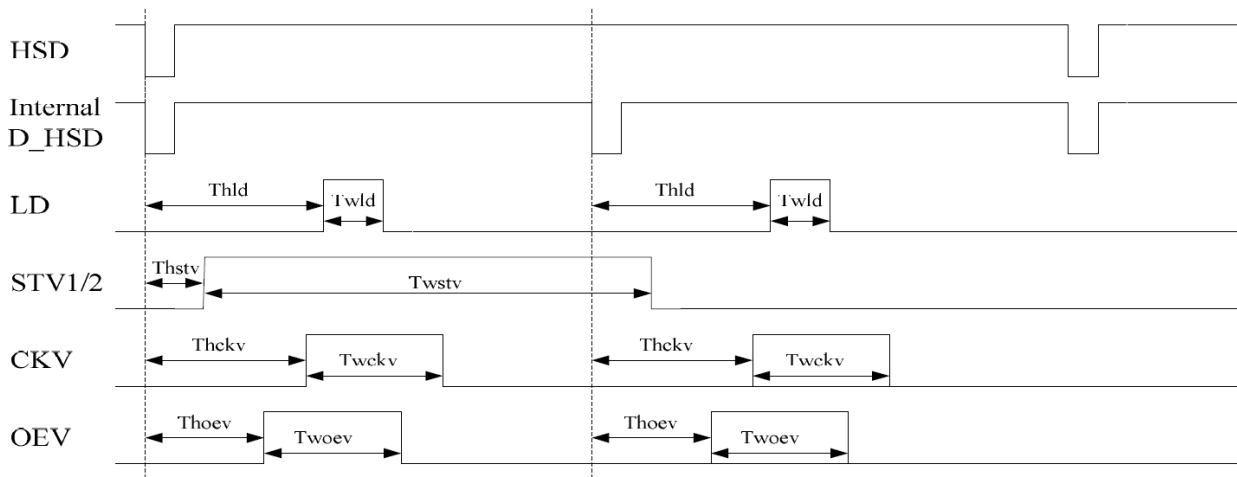 HSD
Internal
D_HSD
LD
Thld
Twld
Thld
Twld
STV1/2
Thstv
Twstv
CKV
Thckv
Twckv
Thckv
Twckv
OEV
Thoev
Twoev
Thoev
Twoev